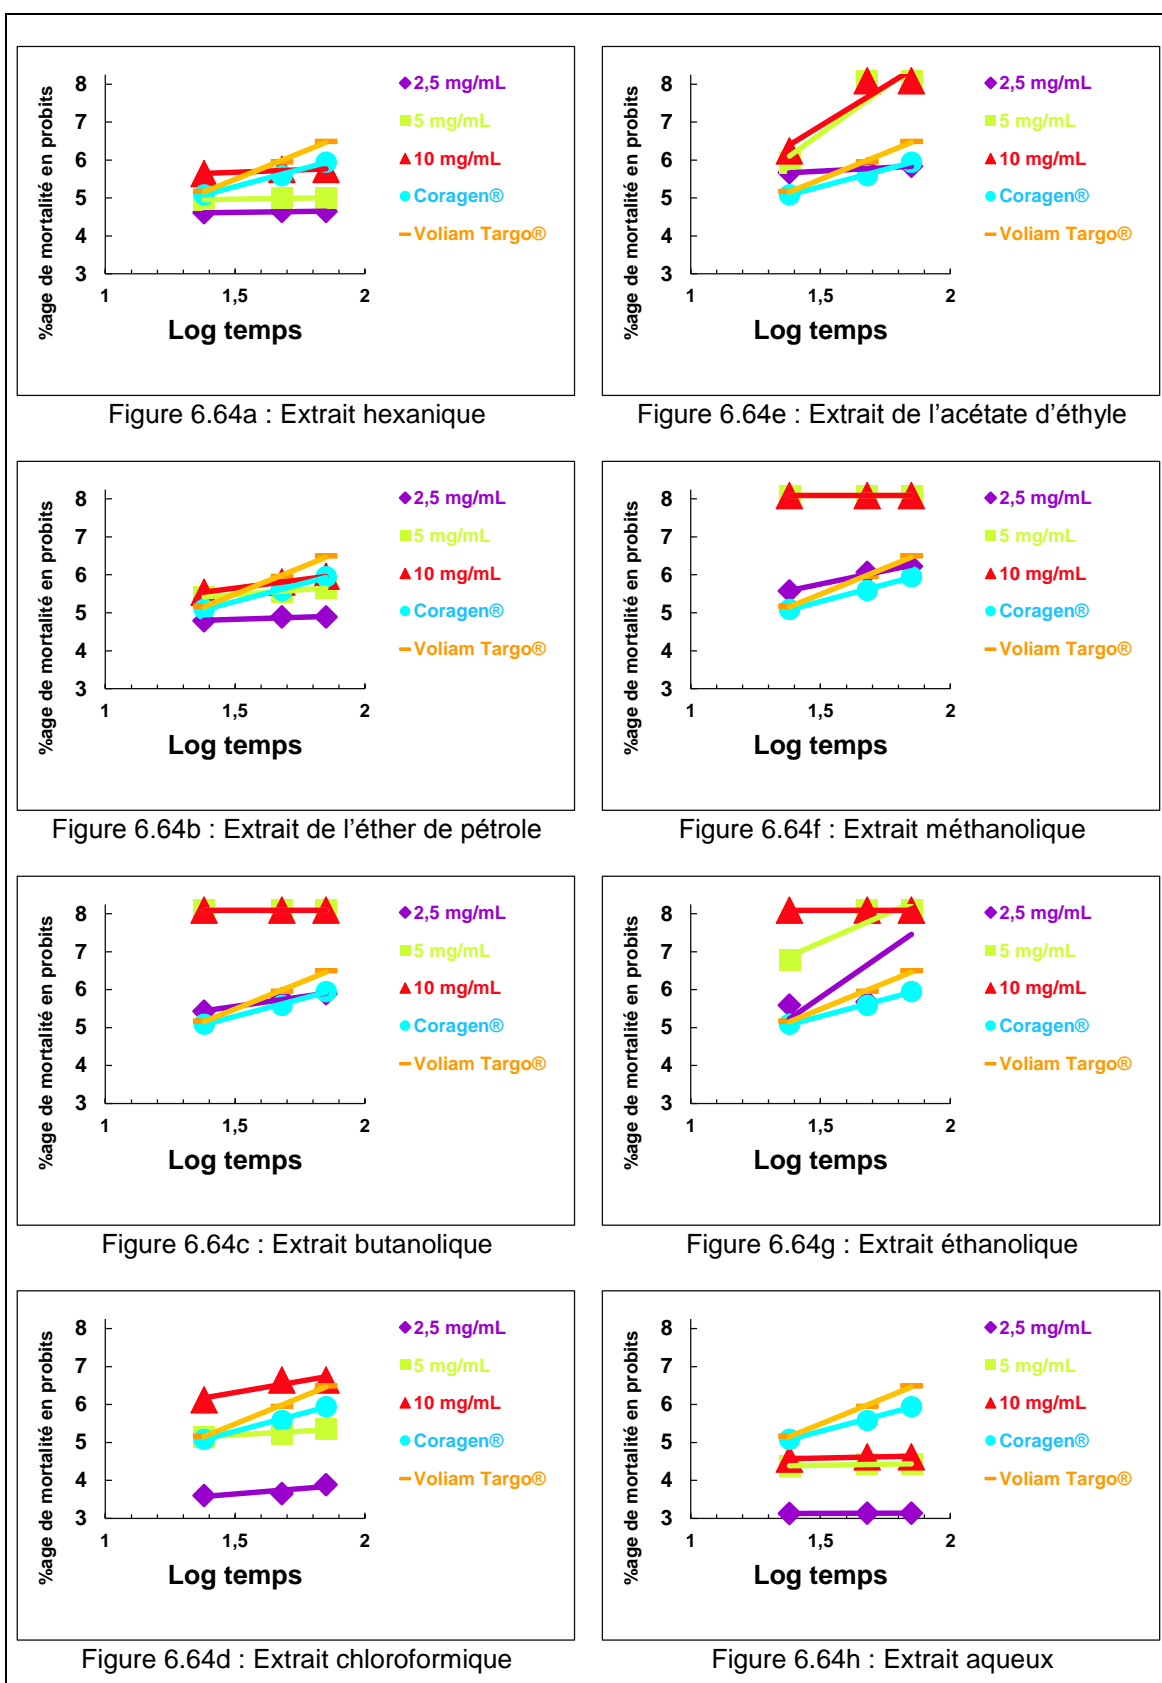 %age de mortalité en probits
8
7
6
5
4
3
1
1,5
2
Log temps
2,5 mg/mL
5 mg/mL
10 mg/mL
Coragen®
Voliam Targo®
Figure 6.64a : Extrait hexanique
%age de mortalité en probits
8
7
6
5
4
3
1
1,5
2
Log temps
2,5 mg/mL
5 mg/mL
10 mg/mL
Coragen®
Voliam Targo®
Figure 6.64e : Extrait de l’acétate d’éthyle
%age de mortalité en probits
8
7
6
5
4
3
1
1,5
2
Log temps
2,5 mg/mL
5 mg/mL
10 mg/mL
Coragen®
Voliam Targo®
Figure 6.64b : Extrait de l’éther de pétrole
%age de mortalité en probits
8
7
6
5
4
3
1
1,5
2
Log temps
2,5 mg/mL
5 mg/mL
10 mg/mL
Coragen®
Voliam Targo®
Figure 6.64f : Extrait méthanolique
%age de mortalité en probits
8
7
6
5
4
3
1
1,5
2
Log temps
2,5 mg/mL
5 mg/mL
10 mg/mL
Coragen®
Voliam Targo®
Figure 6.64c : Extrait butanolique
%age de mortalité en probits
8
7
6
5
4
3
1
1,5
2
Log temps
2,5 mg/mL
5 mg/mL
10 mg/mL
Coragen®
Voliam Targo®
Figure 6.64g : Extrait éthanolique
%age de mortalité en probits
8
7
6
5
4
3
1
1,5
2
Log temps
2,5 mg/mL
5 mg/mL
10 mg/mL
Coragen®
Voliam Targo®
Figure 6.64d : Extrait chloroformique
%age de mortalité en probits
8
7
6
5
4
3
1
1,5
2
Log temps
2,5 mg/mL
5 mg/mL
10 mg/mL
Coragen®
Voliam Targo®
Figure 6.64h : Extrait aqueux